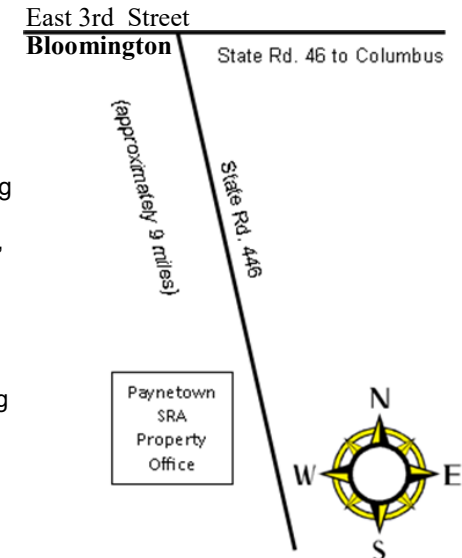 East 3rd Street
Bloomington
State Rd. 46 to Columbus
{approximately 9 miles}
State Rd. 446
g
,
g
Paynetown
SRA
Property
Office
N
W
E
S